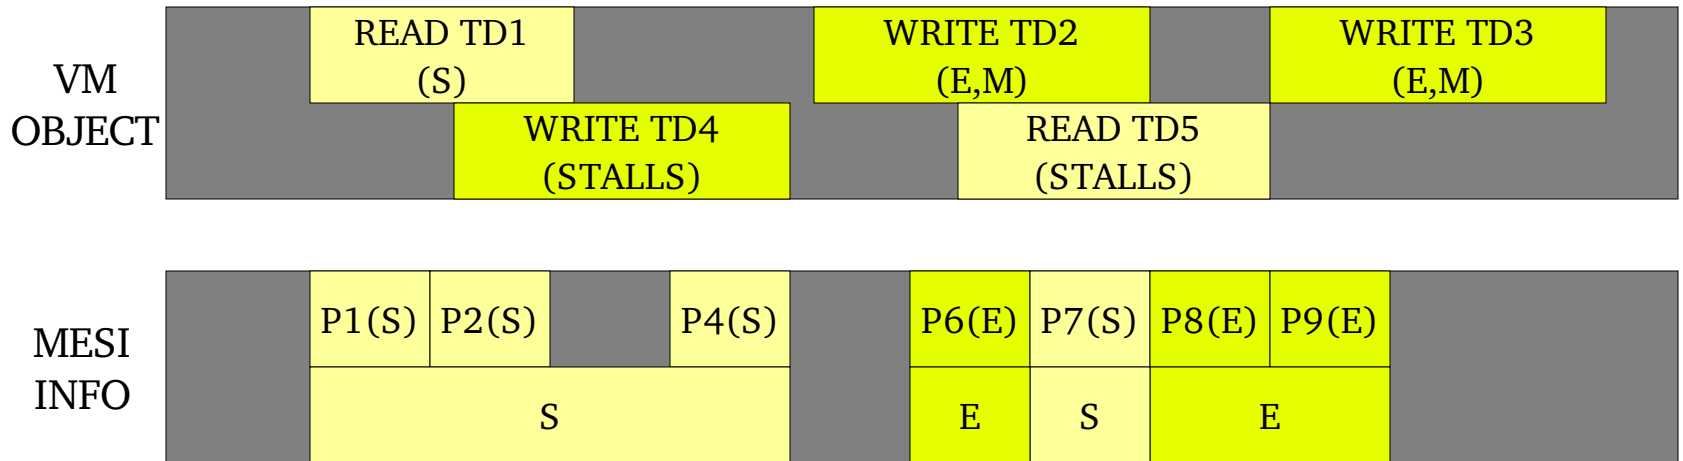 VM
OBJECT
READ TD1
(S)
WRITE TD2
(E,M)
WRITE TD3
(E,M)
WRITE TD4
(STALLS)
READ TD5
(STALLS)
MESI
INFO
P1(S) P2(S) P4(S) P6(E) P7(S) P8(E) P9(E)
S E S E